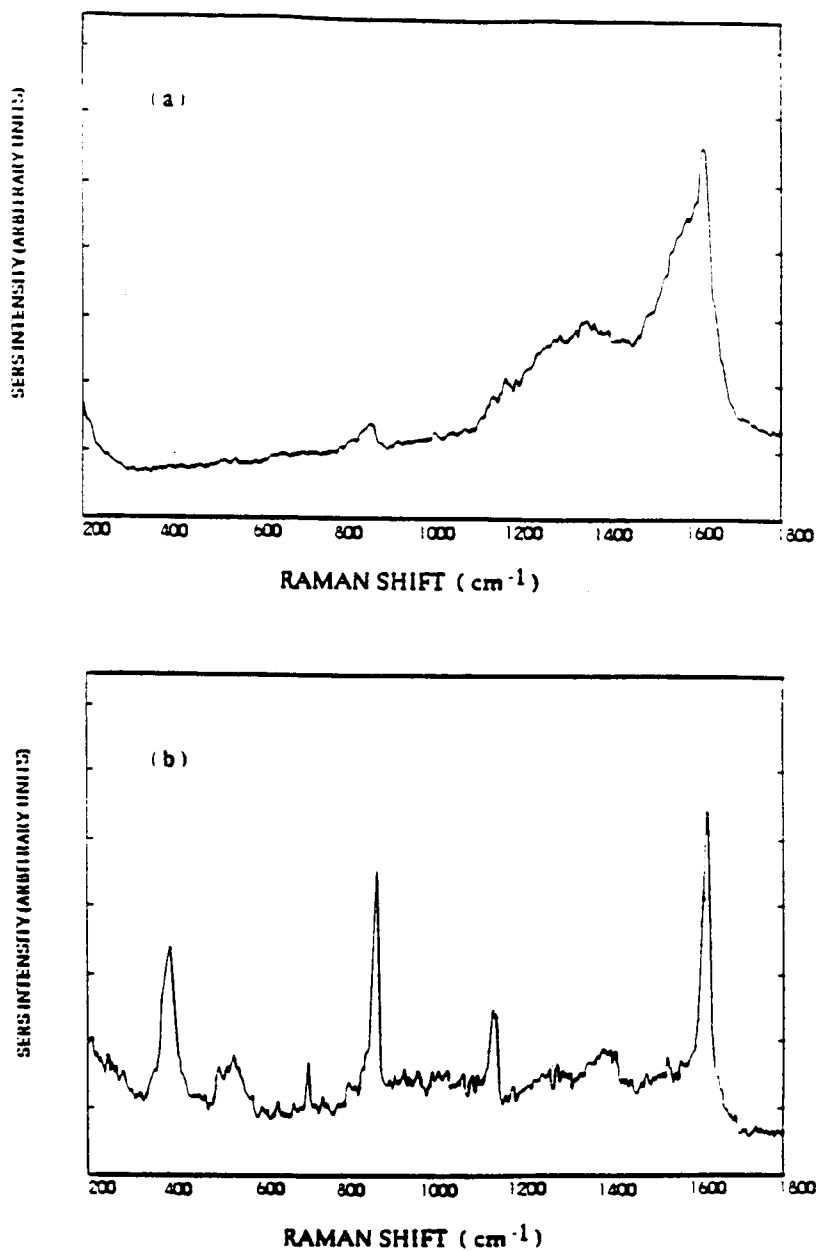 (a)
SERS INTENSITY (ARBITRARY UNITS)
200 400 600 800 1000 1200 1400 1600 1800
RAMAN SHIFT (cm-1)
(b)
SERS INTENSITY (ARBITRARY UNITS)
200 400 600 800 1000 1200 1400 1600 1800
RAMAN SHIFT (cm-1)